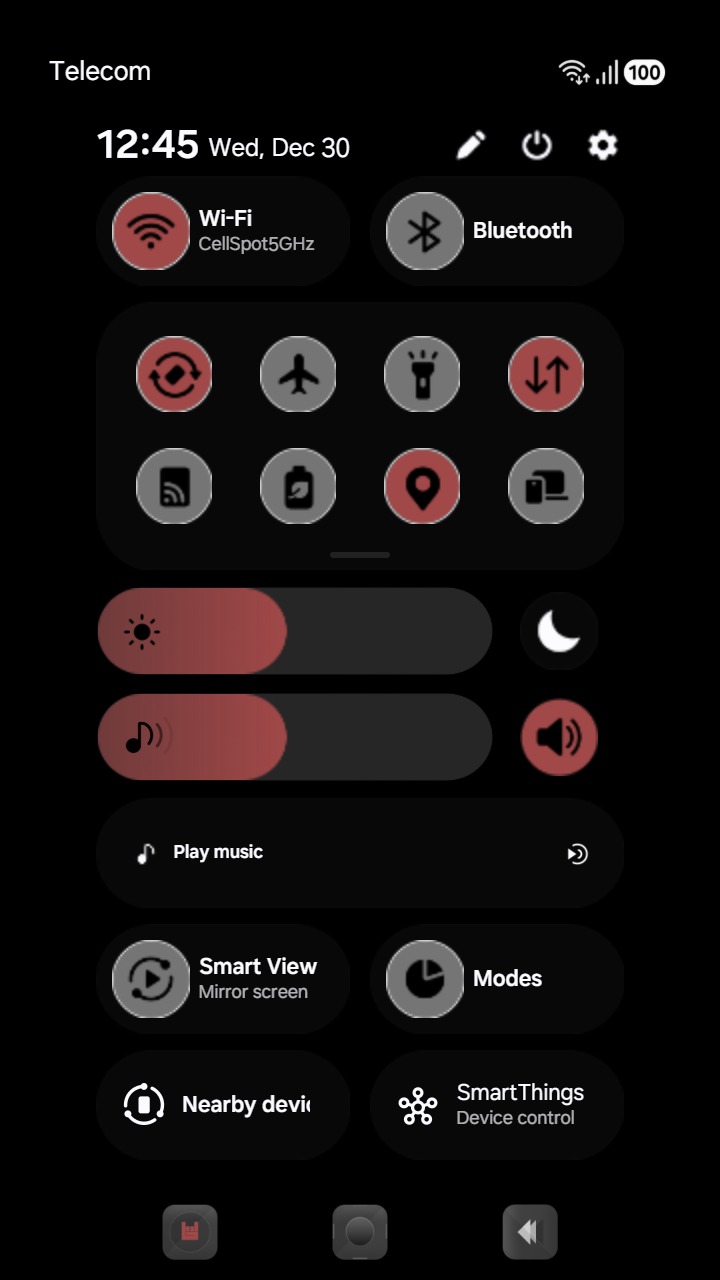 Telecom
100
12:45 Wed, Dec 30
Wi-Fi
CellSpot5GHz
Bluetooth
Play music
Smart View
Mirror screen
Modes
Nearby devi
SmartThings
Device control